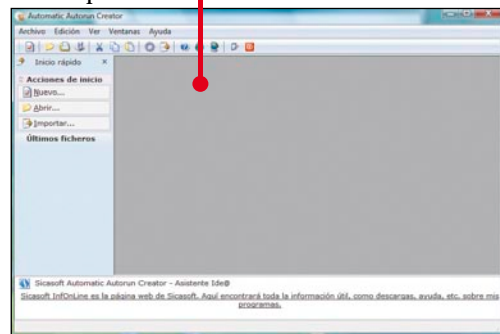 Automatic Autorun Creator
Archivo Edición Ver Ventanas Ayuda
Inicio rápido
Acciones de inicio
Nuevo...
Abrir...
Importar...
Últimos ficheros
Sicasoft Automatic Autorun Creator - Asistente Ide@
Sicasoft InfOnLine es la página web de Sicasoft. Aquí encontrará toda la información útil, como descargas, ayuda, etc. sobre mis
programas.